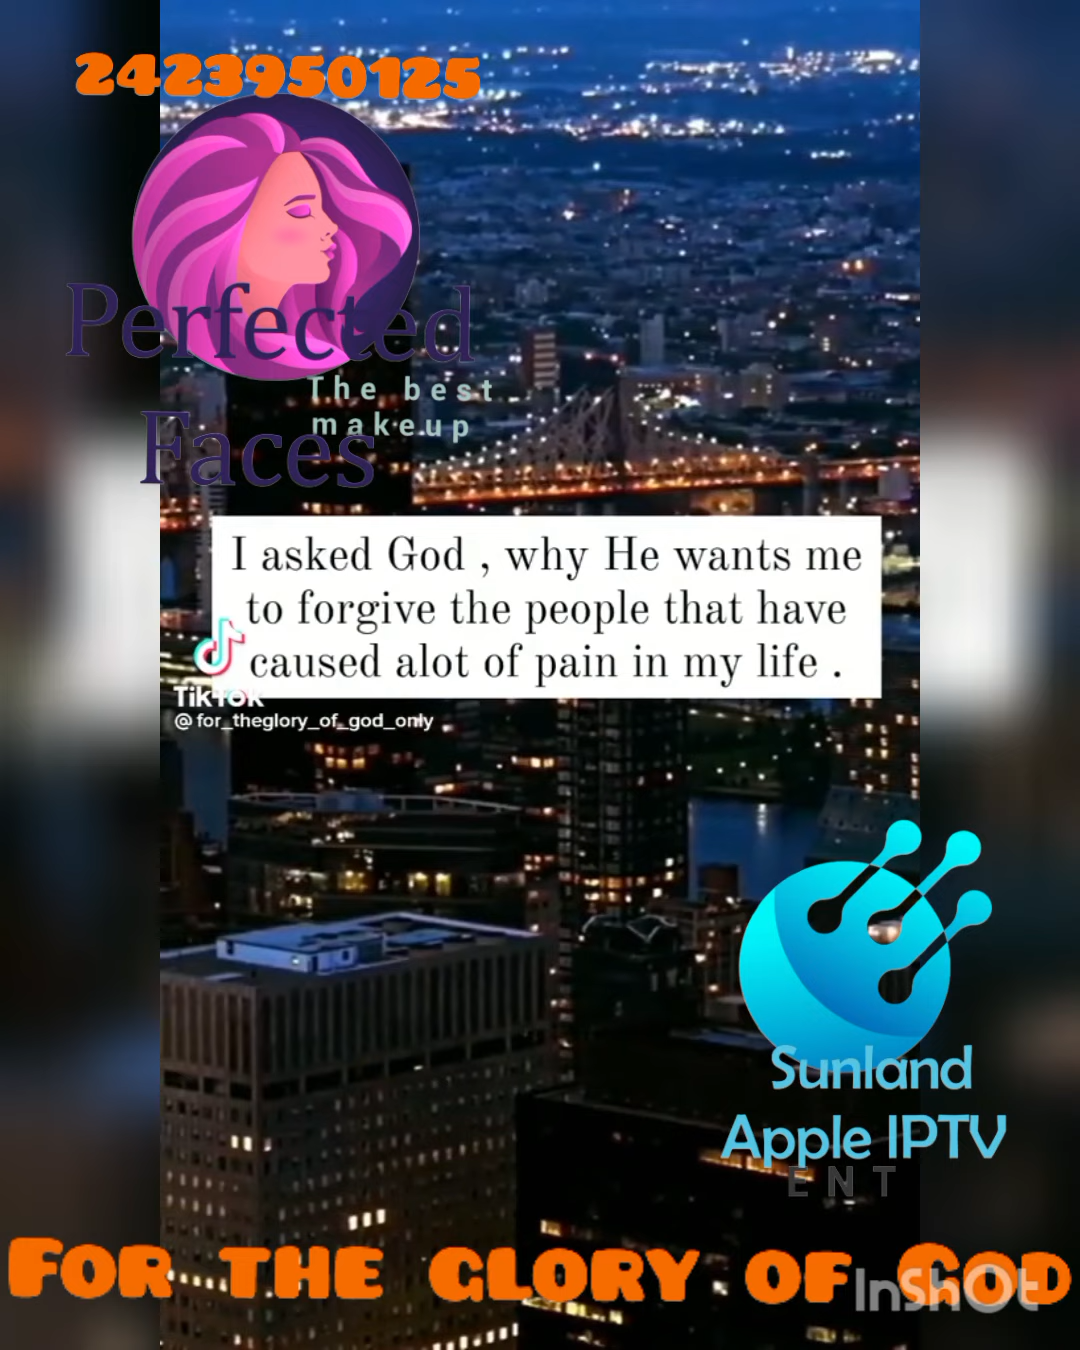 2423950125
Perfected
The best
makeup
Faces
I asked God , why He wants me
to forgive the people that have
caused alot of pain in my life .
TikTok
@for_theglory_of_god_only
Sunland
Apple IPTV
ENT
FOR THE GLORY OF GOD
InShOt